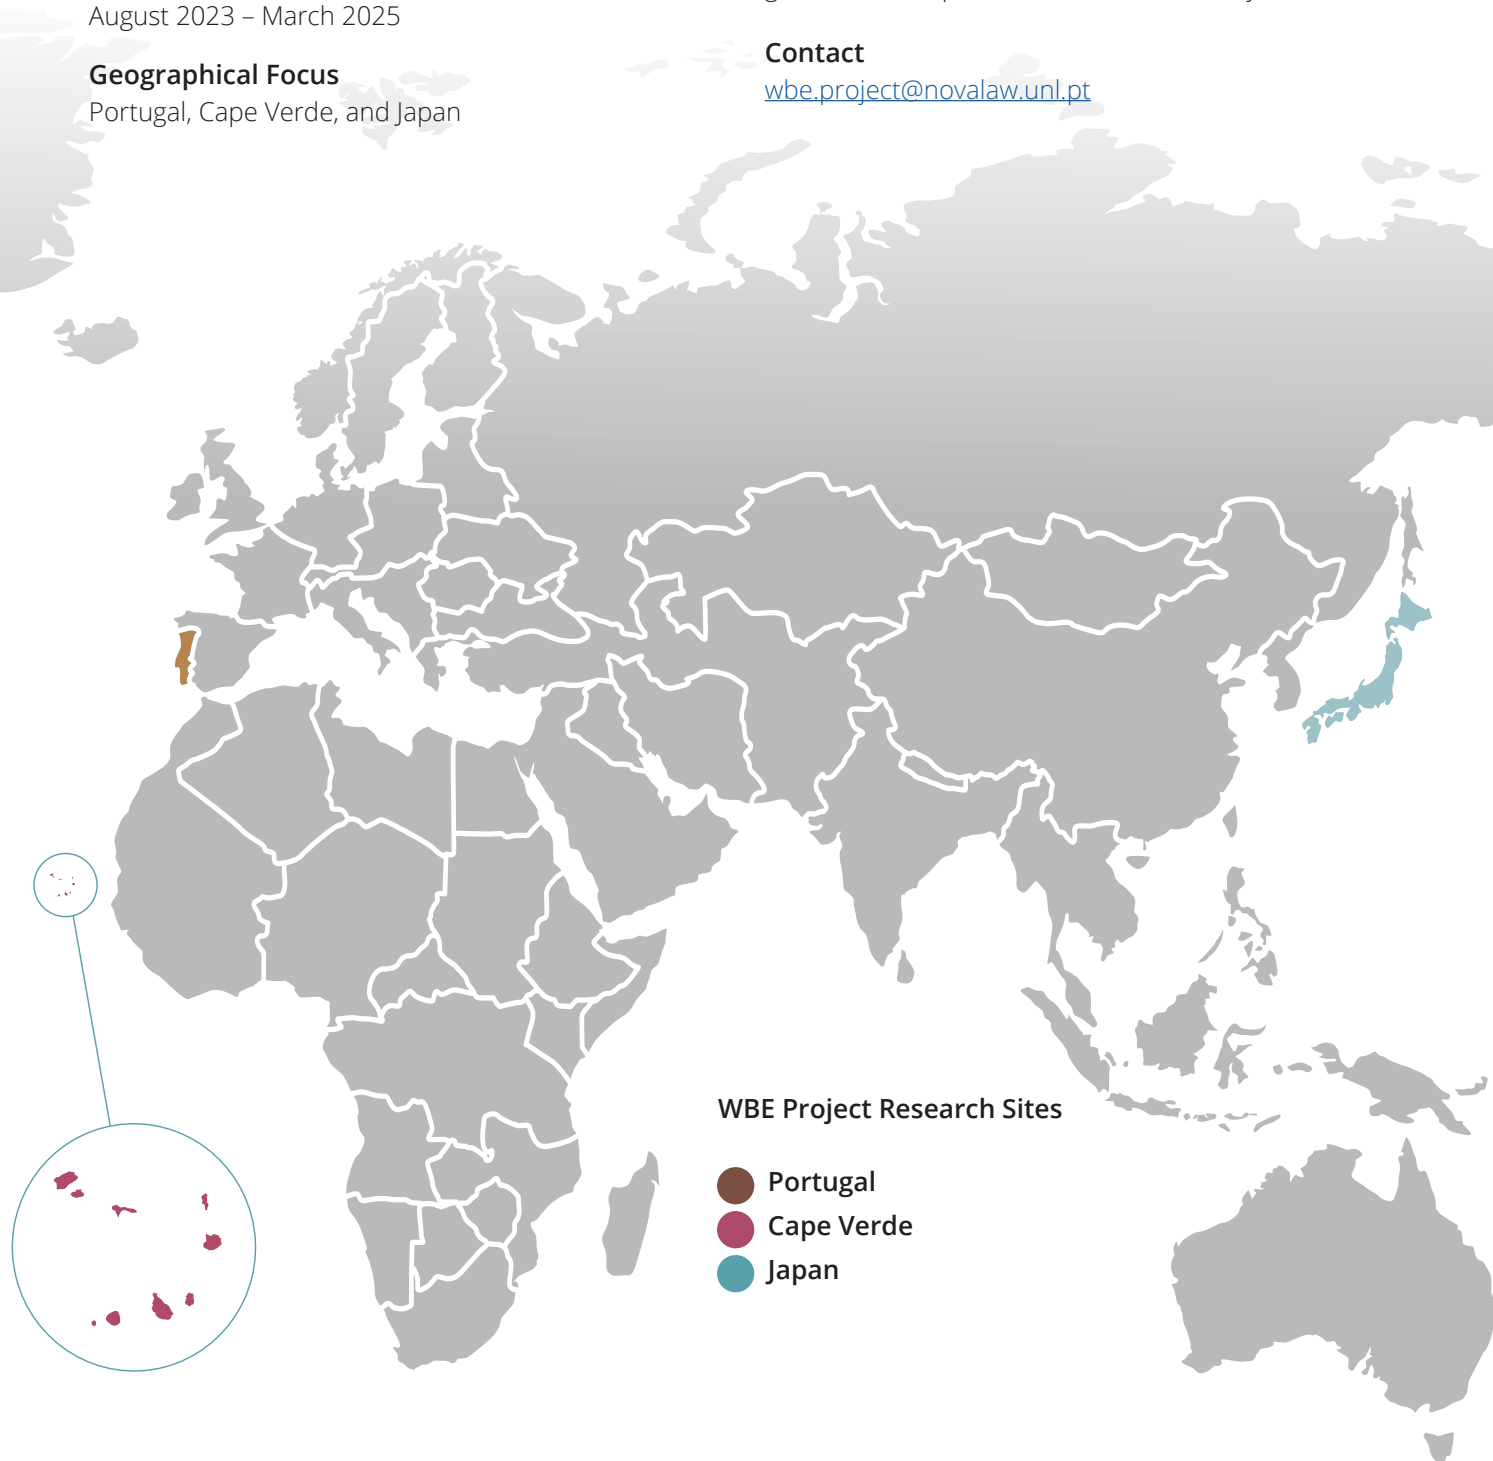 August 2023 – March 2025
Geographical Focus
Portugal, Cape Verde, and Japan
Contact
wbe.project@novalaw.unl.pt
WBE Project Research Sites
Portugal
Cape Verde
Japan